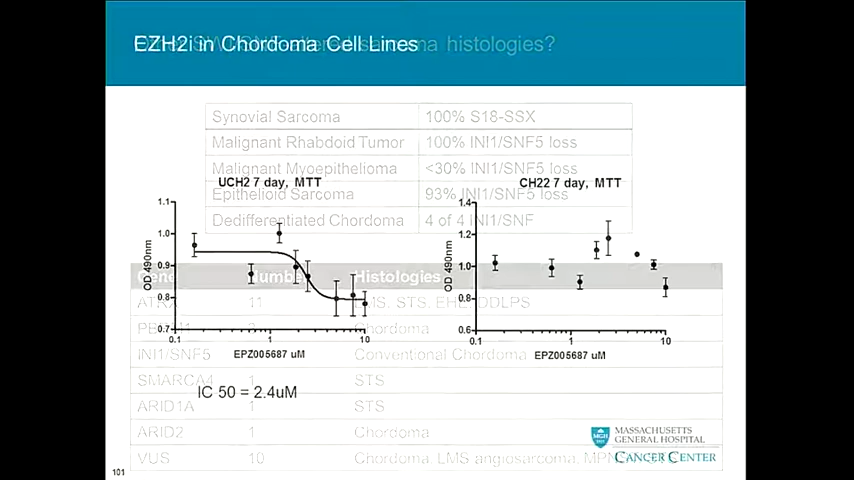 EZH2i in Chordoma Cell Lines
histologies?
Synovial Sarcoma 100% S18-SSX
Malignant Rhabdoid Tumor 100% INI1/SNF5 loss
Malignant Myoepithelioma <30% INI1/SNF5 loss
Epithelioid Sarcoma 93% INI1/SNF5 loss
Dedifferentiated Chordoma 4 of 4 INI1/SNF
UCH2 7 day, MTT
OD 490nm
1.1
1.0
0.9
0.8
0.7
0.1 1 10
EPZ005687 uM
IC 50 = 2.4uM
CH22 7 day, MTT
OD 490nm
1.4
1.2
1.0
0.8
0.6
0.1 1 10
EPZ005687 uM
Histologies
11 STS,
Chordoma
INI1/SNF5 Conventional Chordoma
SMARCA4 1 STS
ARID1A 1 STS
ARID2 1 Chordoma
VUS 10 Chordoma, LMS angiosarcoma,
MGH
MASSACHUSETTS
GENERAL HOSPITAL
CANCER CENTER
101